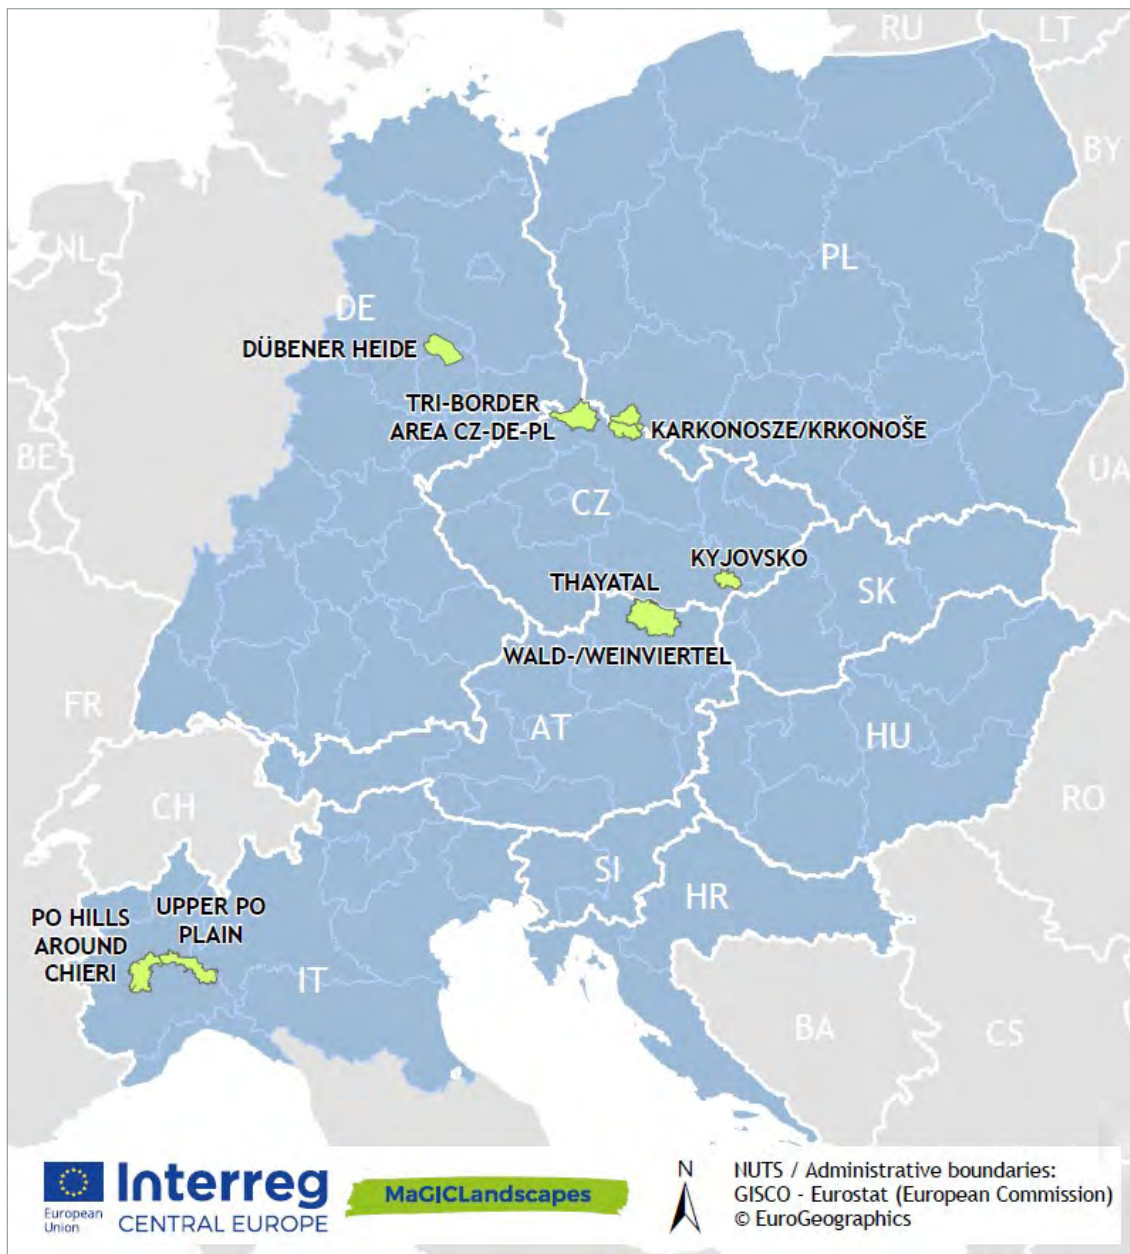 RU
LT
BY
PL
NL
DE
DÜBENER HEIDE
TRI-BORDER
AREA CZ-DE-PL
KARKONOSZE/KRKONOŠE
BE
UA
CZ
KYJOVSKO
THAYATAL
SK
WALD-/WEINVIERTEL
FR
AT
HU
CH
RO
SI
HR
PO HILLS
AROUND
CHIERI
UPPER PO
PLAIN
IT
BA
CS
European
Union
Interreg
CENTRAL EUROPE
MaGICLandscapes
N
NUTS / Administrative boundaries:
GISCO - Eurostat (European Commission)
© EuroGeographics